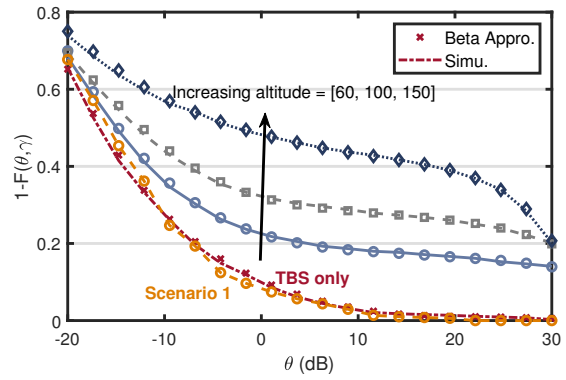 0.8
0.6
0.4
0.2
0
1-F(θ,γ)
Beta Appro.
Simu.
Increasing altitude = [60, 100, 150]
TBS only
Scenario 1
-20
-10
0
10
20
30
θ (dB)